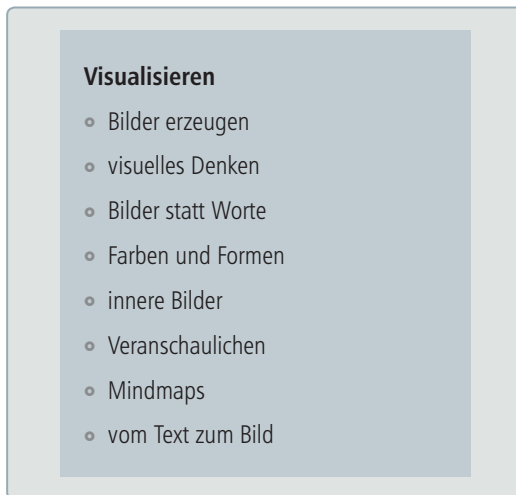 Visualisieren
Bilder erzeugen
visuelles Denken
Bilder statt Worte
Farben und Formen
innere Bilder
Veranschaulichen
Mindmaps
vom Text zum Bild